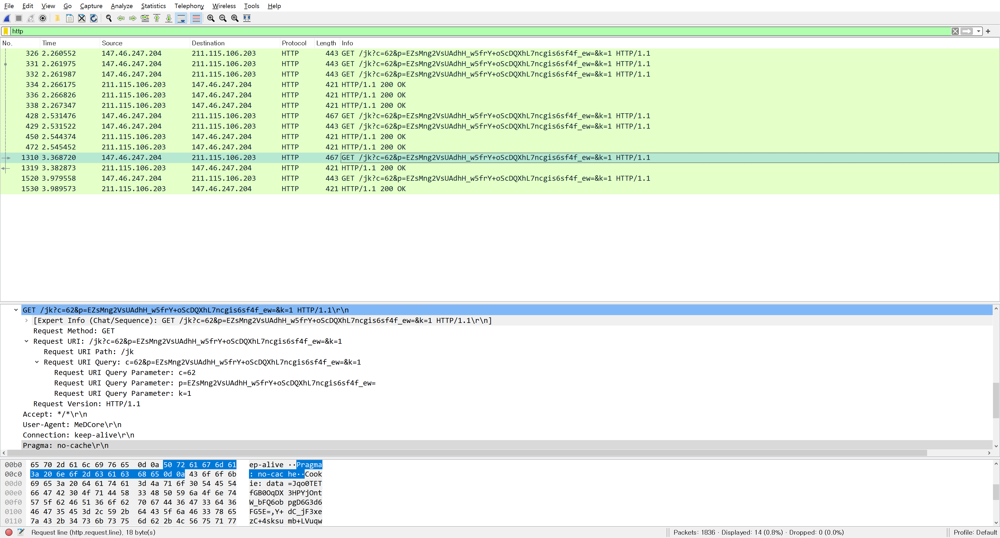 File Edit View Go Capture Analyze Statistics Telephony Wireless Tools Help
http
No. Time Source Destination Protocol Length Info
326 2.260552 147.46.247.204 211.115.106.203 HTTP 443 GET /jk?c=62&p=EZsMng2VsUAdhH_w5frY+oScDQXhL7ncgis6sf4f_ew=&k=1 HTTP/1.1
331 2.261975 147.46.247.204 211.115.106.203 HTTP 443 GET /jk?c=62&p=EZsMng2VsUAdhH_w5frY+oScDQXhL7ncgis6sf4f_ew=&k=1 HTTP/1.1
332 2.261987 147.46.247.204 211.115.106.203 HTTP 443 GET /jk?c=62&p=EZsMng2VsUAdhH_w5frY+oScDQXhL7ncgis6sf4f_ew=&k=1 HTTP/1.1
334 2.266175 211.115.106.203 147.46.247.204 HTTP 421 HTTP/1.1 200 OK
336 2.266826 211.115.106.203 147.46.247.204 HTTP 421 HTTP/1.1 200 OK
338 2.267347 211.115.106.203 147.46.247.204 HTTP 421 HTTP/1.1 200 OK
428 2.531476 147.46.247.204 211.115.106.203 HTTP 467 GET /jk?c=62&p=EZsMng2VsUAdhH_w5frY+oScDQXhL7ncgis6sf4f_ew=&k=1 HTTP/1.1
429 2.531522 147.46.247.204 211.115.106.203 HTTP 443 GET /jk?c=62&p=EZsMng2VsUAdhH_w5frY+oScDQXhL7ncgis6sf4f_ew=&k=1 HTTP/1.1
450 2.544374 211.115.106.203 147.46.247.204 HTTP 421 HTTP/1.1 200 OK
472 2.545452 211.115.106.203 147.46.247.204 HTTP 421 HTTP/1.1 200 OK
1310 3.368720 147.46.247.204 211.115.106.203 HTTP 467 GET /jk?c=62&p=EZsMng2VsUAdhH_w5frY+oScDQXhL7ncgis6sf4f_ew=&k=1 HTTP/1.1
1319 3.382873 211.115.106.203 147.46.247.204 HTTP 421 HTTP/1.1 200 OK
1520 3.979558 147.46.247.204 211.115.106.203 HTTP 443 GET /jk?c=62&p=EZsMng2VsUAdhH_w5frY+oScDQXhL7ncgis6sf4f_ew=&k=1 HTTP/1.1
1530 3.989573 211.115.106.203 147.46.247.204 HTTP 421 HTTP/1.1 200 OK
GET /jk?c=62&p=EZsMng2VsUAdhH_w5frY+oScDQXhL7ncgis6sf4f_ew=&k=1 HTTP/1.1\r\n
[Expert Info (Chat/Sequence): GET /jk?c=62&p=EZsMng2VsUAdhH_w5frY+oScDQXhL7ncgis6sf4f_ew=&k=1 HTTP/1.1\r\n]
Request Method: GET
Request URI: /jk?c=62&p=EZsMng2VsUAdhH_w5frY+oScDQXhL7ncgis6sf4f_ew=&k=1
Request URI Path: /jk
Request URI Query: c=62&p=EZsMng2VsUAdhH_w5frY+oScDQXhL7ncgis6sf4f_ew=&k=1
Request URI Query Parameter: c=62
Request URI Query Parameter: p=EZsMng2VsUAdhH_w5frY+oScDQXhL7ncgis6sf4f_ew=
Request URI Query Parameter: k=1
Request Version: HTTP/1.1
Accept: */*\r\n
User-Agent: MeDCore\r\n
Connection: keep-alive\r\n
Pragma: no-cache\r\n
00b0 65 70 2d 61 6c 69 76 65 0d 0a 50 72 61 67 6d 61 ep-alive ··Pragma
00c0 3a 20 6e 6f 2d 63 61 63 68 65 0d 0a 43 6f 6f 6b : no-cac he··Cook
00d0 69 65 3a 20 64 61 74 61 3d 4a 71 6f 30 54 45 54 ie: data =Jqo0TET
00e0 66 47 42 30 4f 71 44 58 33 48 50 59 6a 4f 6e 74 fGB0OqDX 3HPYjOnt
00f0 57 5f 62 46 51 36 6f 62 70 67 44 36 47 33 64 36 W_bFQ6ob pgD6G3d6
0100 46 47 35 45 3d 2c 59 2b 64 43 5f 6a 46 33 78 65 FG5E=,Y+ dC_jF3xe
0110 7a 43 2b 34 73 6b 73 75 6d 62 2b 4c 56 75 71 77 zC+4sksu mb+LVuqw
Request line (http.request.line), 18 byte(s) Packets: 1836 · Displayed: 14 (0.8%) · Dropped: 0 (0.0%) Profile: Default